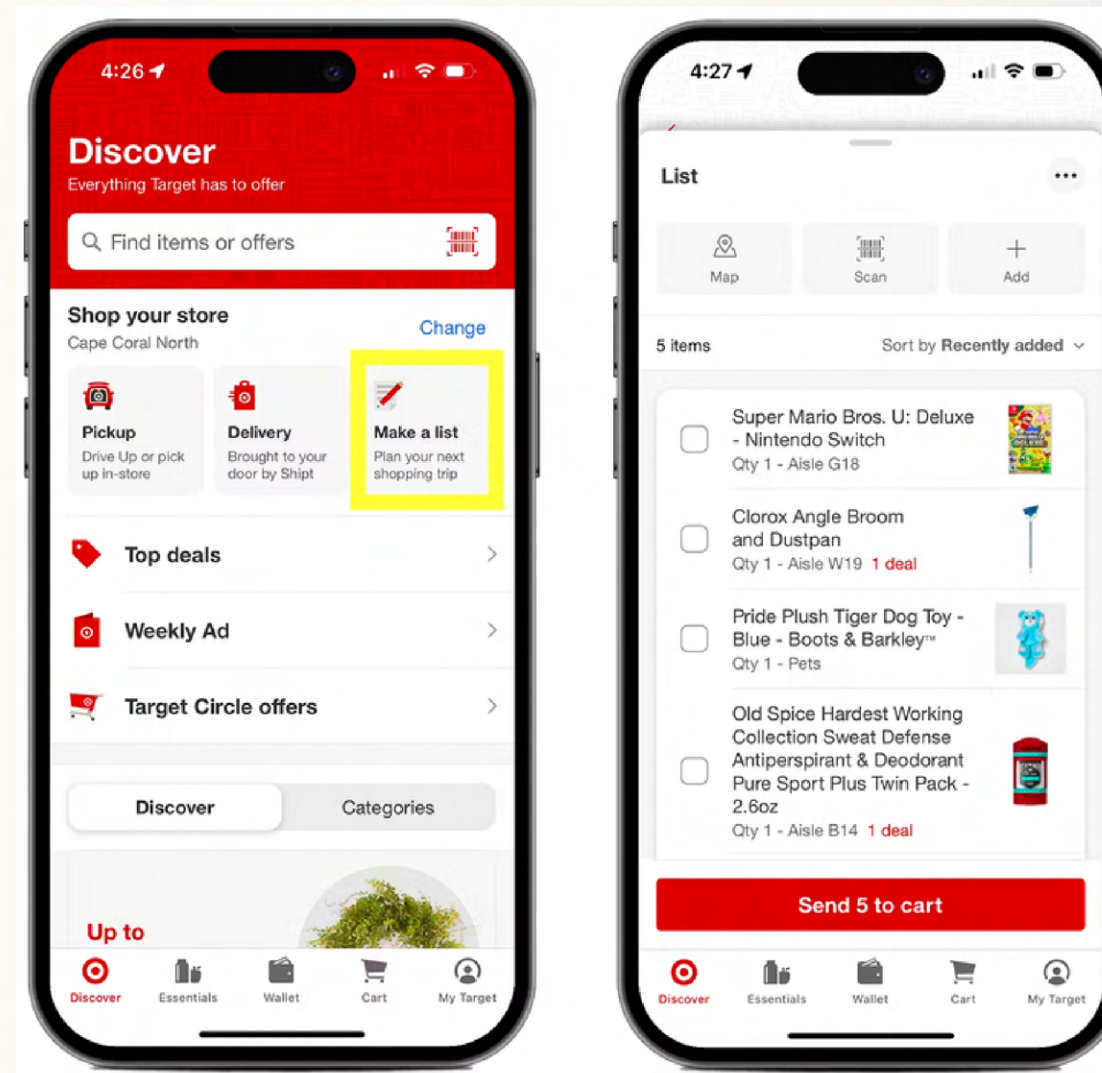 4:26
Discover
Everything Target has to offer
Find items or offers
Shop your store
Cape Coral North
Change
Pickup
Drive Up or pick
up in-store
Delivery
Brought to your
door by Shipt
Make a list
Plan your next
shopping trip
Top deals
Weekly Ad
Target Circle offers
Discover
Categories
Up to
Discover
Essentials
Wallet
Cart
My Target
4:27
List
Map
Scan
Add
5 items
Sort by Recently added
Super Mario Bros. U: Deluxe
- Nintendo Switch
Qty 1 - Aisle G18
Clorox Angle Broom
and Dustpan
Qty 1 - Aisle W19 1 deal
Pride Plush Tiger Dog Toy -
Blue - Boots & Barkley™
Qty 1 - Pets
Old Spice Hardest Working
Collection Sweat Defense
Antiperspirant & Deodorant
Pure Sport Plus Twin Pack -
2.6oz
Qty 1 - Aisle B14 1 deal
Send 5 to cart
Discover
Essentials
Wallet
Cart
My Target